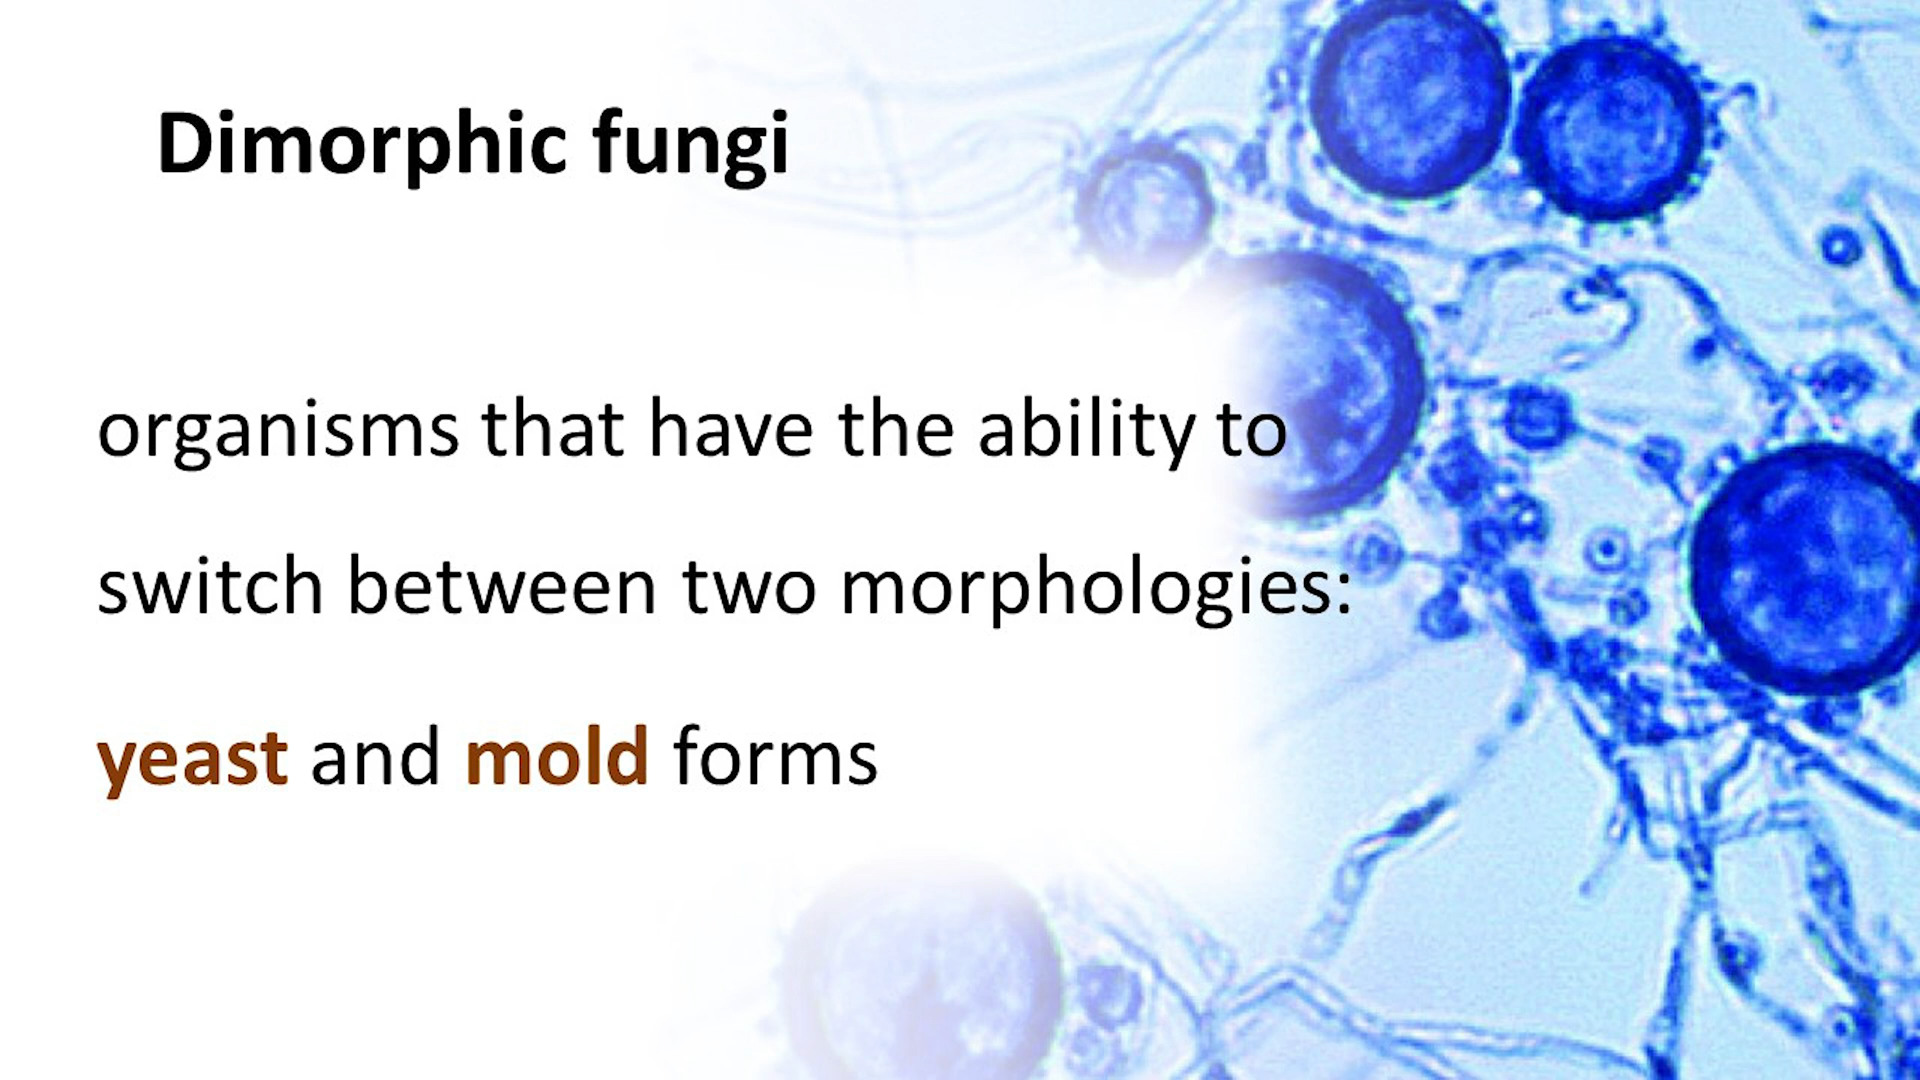 Dimorphic fungi
organisms that have the ability to
switch between two morphologies:
yeast and mold forms